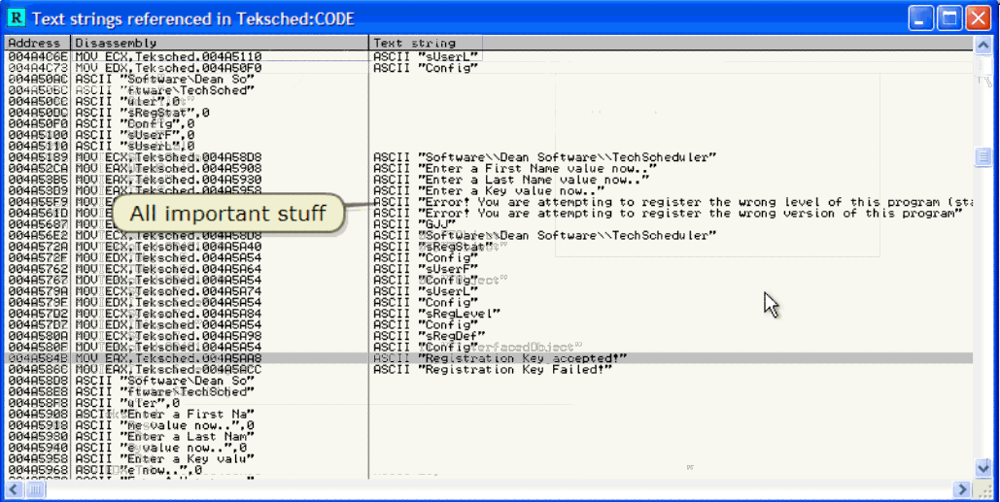 R Text strings referenced in Teksched:CODE
Address Disassembly Text string
004A406E MOV ECX,Teksched.004A5110 ASCII "sUserL"
004A4C73 MOV EDX,Teksched.004A50F0 ASCII "Config"
004A50AC ASCII "Software\Dean So"
004A50BC ASCII "ftware\TechSched"
004A50CC ASCII "uler",0
004A50DC ASCII "sRegStat",0
004A50F0 ASCII "Config",0
004A5100 ASCII "sUserF",0
004A5110 ASCII "sUserL",0
004A5189 MOV ECX,Teksched.004A58D8 ASCII "Software\\Dean Software\\TechScheduler"
004A52CA MOV EAX,Teksched.004A5908 ASCII "Enter a First Name value now.."
004A53B5 MOV EAX,Teksched.004A5930 ASCII "Enter a Last Name value now.."
004A53D9 MOV EAX,Teksched.004A5958 ASCII "Enter a Key value now.."
004A55F9 MOV ASCII "Error! You are attempting to register the wrong level of this program (sta
004A561D MOV ASCII "Error! You are attempting to register the wrong version of this program"
004A5687 MOV ASCII "GJJ"
All important stuff
004A56E2 MOV ECX,Teksched.004A58D8 ASCII "Software\\Dean Software\\TechScheduler"
004A572A MOV ECX,Teksched.004A5A40 ASCII "sRegStat"
004A572F MOV EDX,Teksched.004A5A54 ASCII "Config"
004A5762 MOV ECX,Teksched.004A5A64 ASCII "sUserF"
004A5767 MOV EDX,Teksched.004A5A54 ASCII "Config"
004A579A MOV ECX,Teksched.004A5A74 ASCII "sUserL"
004A579F MOV EDX,Teksched.004A5A54 ASCII "Config"
004A57D2 MOV ECX,Teksched.004A5A84 ASCII "sRegLevel"
004A57D7 MOV EDX,Teksched.004A5A54 ASCII "Config"
004A580A MOV ECX,Teksched.004A5A98 ASCII "sRegDef"
004A580F MOV EDX,Teksched.004A5A54 ASCII "Config"
004A584B MOV EAX,Teksched.004A5AA8 ASCII "Registration Key accepted!"
004A586C MOV EAX,Teksched.004A5ACC ASCII "Registration Key Failed!"
004A58D8 ASCII "Software\Dean So"
004A58E8 ASCII "ftware\TechSched"
004A58F8 ASCII "uler",0
004A5908 ASCII "Enter a First Na"
004A5918 ASCII "me value now..",0
004A5930 ASCII "Enter a Last Nam"
004A5940 ASCII "e value now..",0
004A5958 ASCII "Enter a Key valu"
004A5968 ASCII "e now..",0